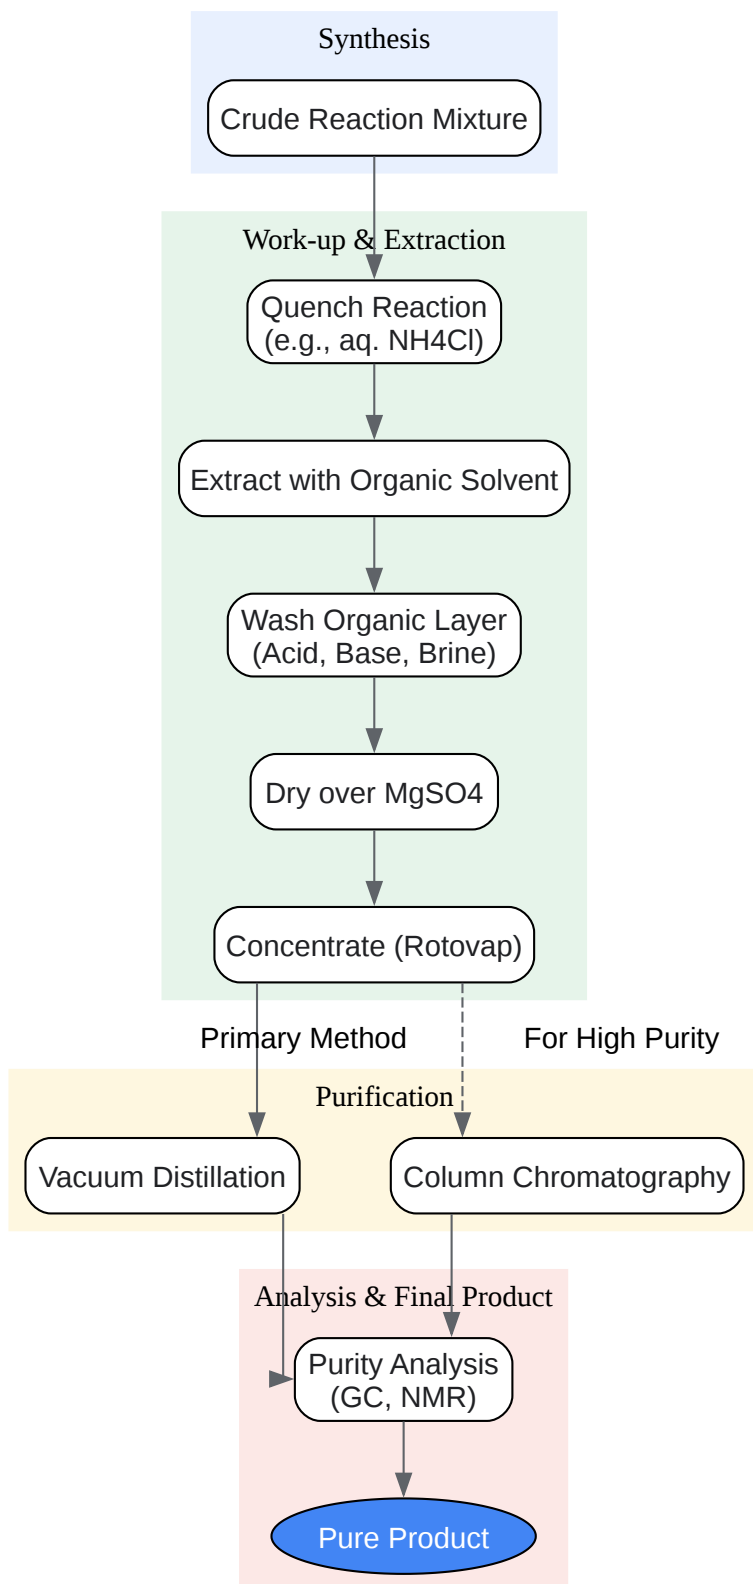 Synthesis
Crude Reaction Mixture
Work-up & Extraction
Quench Reaction
(e.g., aq. NH4Cl)
Extract with Organic Solvent
Wash Organic Layer
(Acid, Base, Brine)
Dry over MgSO4
Concentrate (Rotovap)
Primary Method
For High Purity
Purification
Vacuum Distillation
Column Chromatography
Analysis & Final Product
Purity Analysis
(GC, NMR)
Pure Product